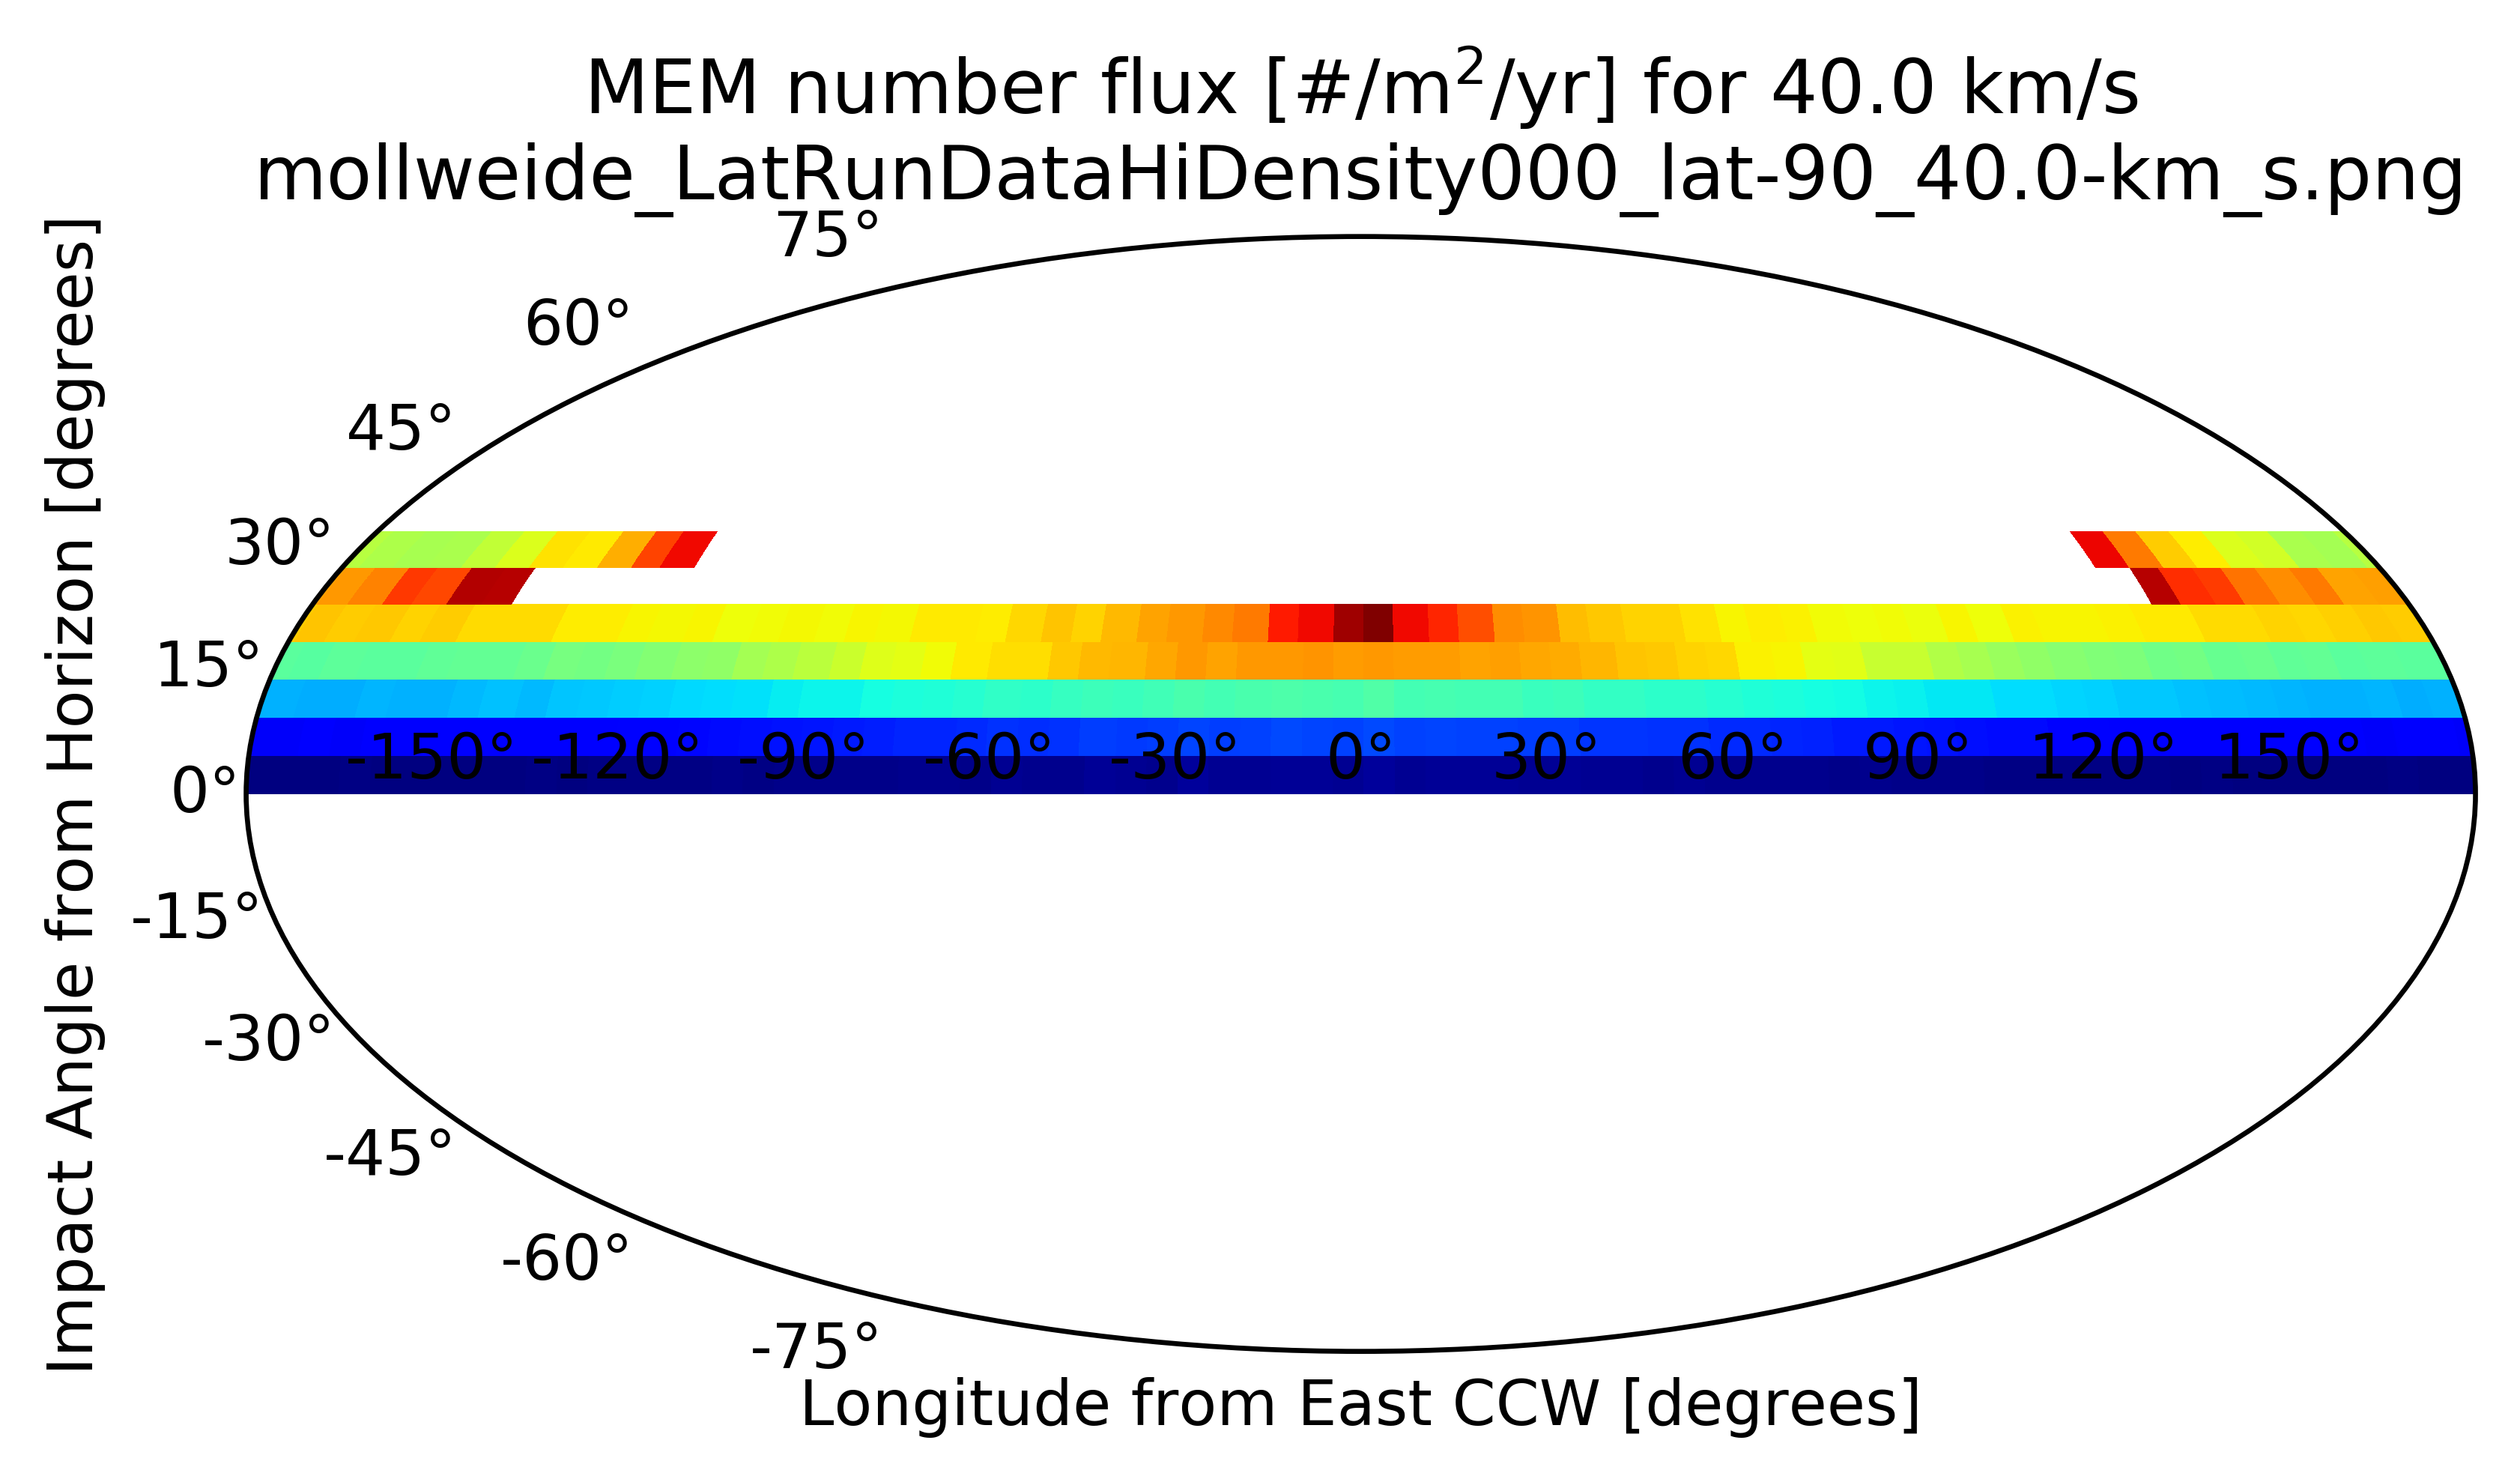 MEM number flux [#/m²/yr] for 40.0 km/s
mollweide_LatRunDataHiDensity000_lat-90_40.0-km_s.png
Impact Angle from Horizon [degrees]
75°
60°
45°
30°
15°
0°
-15°
-30°
-45°
-60°
-75°
-150° -120° -90° -60° -30° 0° 30° 60° 90° 120° 150°
Longitude from East CCW [degrees]